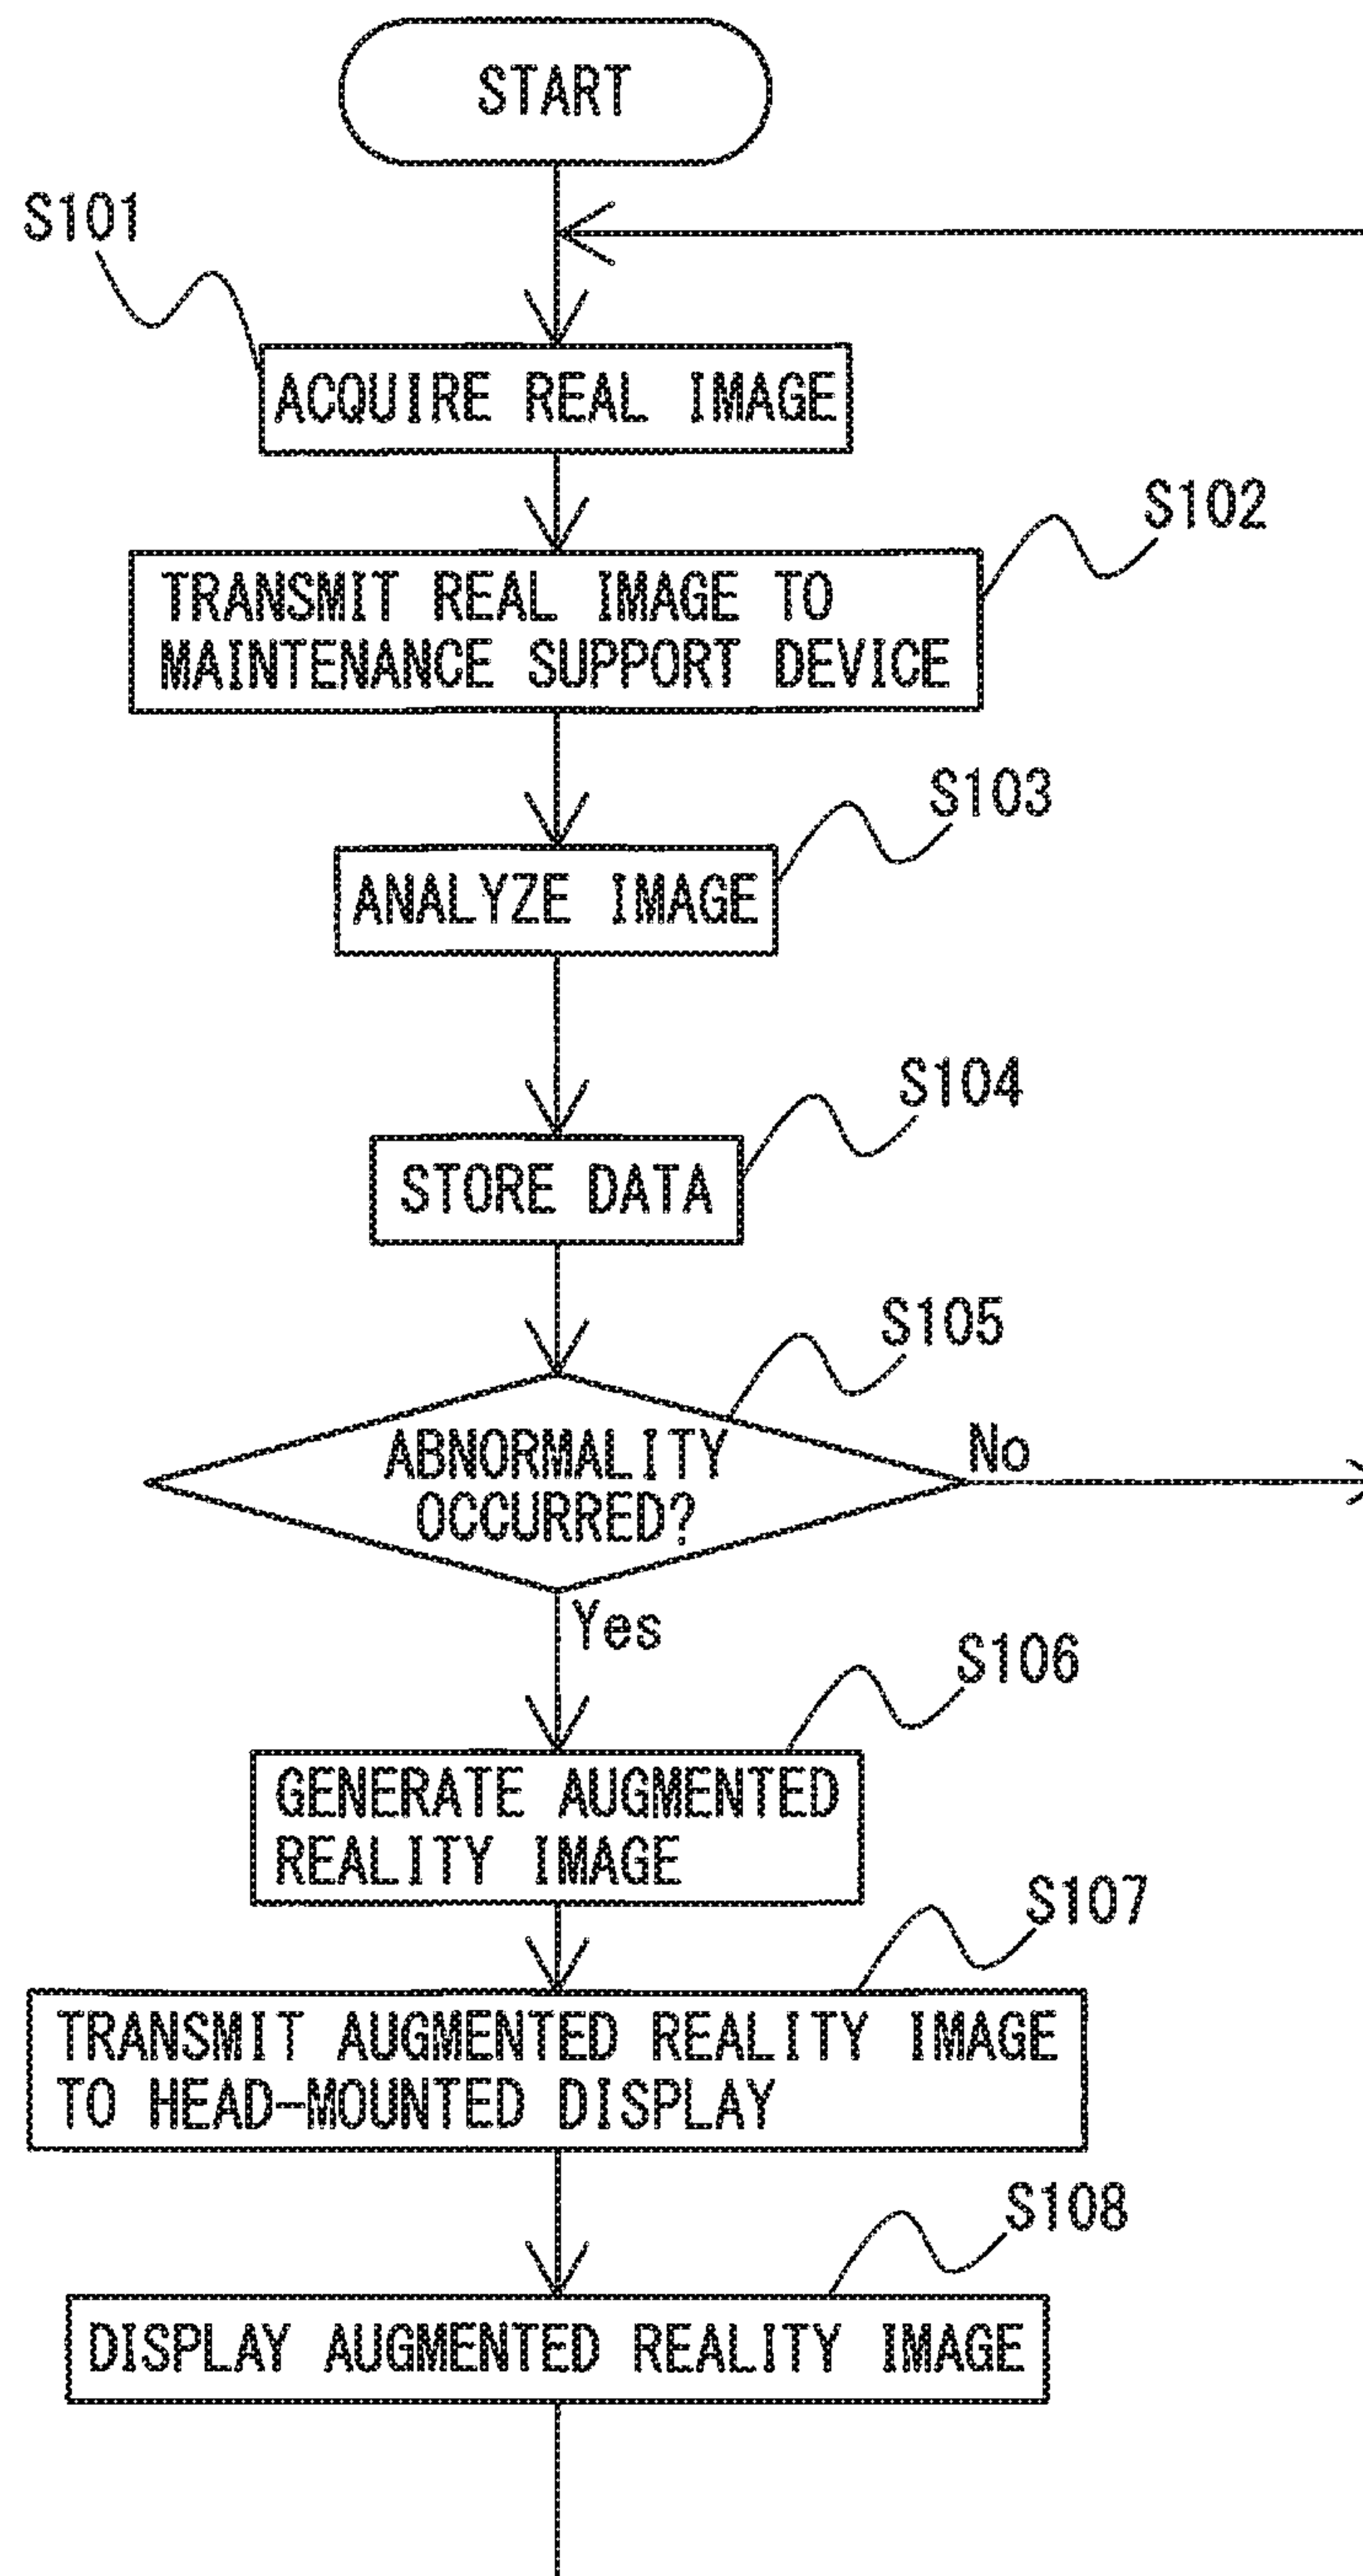 START
S101
ACQUIRE REAL IMAGE
S102
TRANSMIT REAL IMAGE TO
MAINTENANCE SUPPORT DEVICE
S103
ANALYZE IMAGE
S104
STORE DATA
S105
ABNORMALITY
OCCURRED?
No
Yes
S106
GENERATE AUGMENTED
REALITY IMAGE
S107
TRANSMIT AUGMENTED REALITY IMAGE
TO HEAD-MOUNTED DISPLAY
S108
DISPLAY AUGMENTED REALITY IMAGE